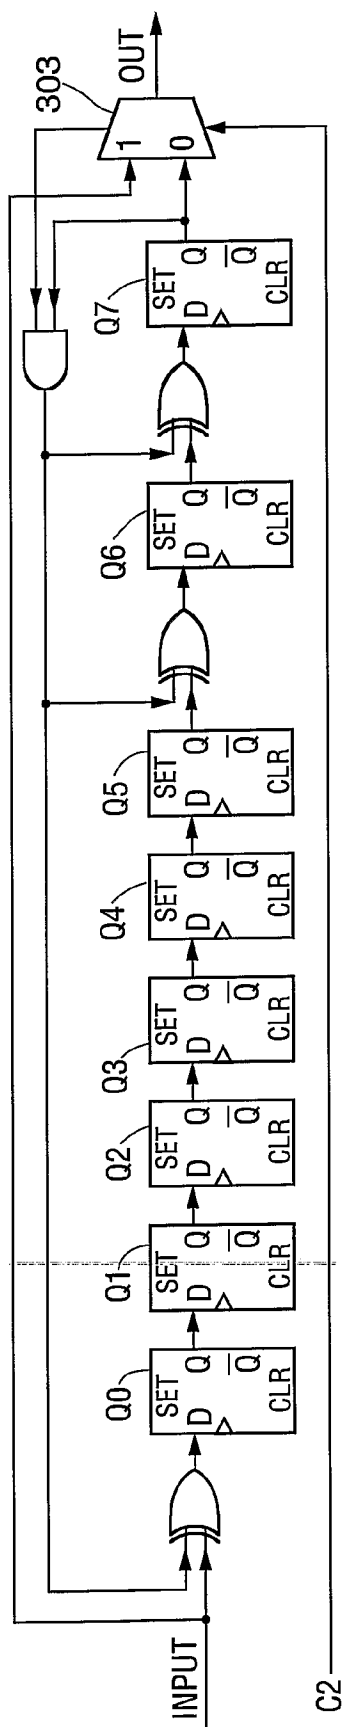 INPUT
C2
Q0
SET
D Q
Q̅
CLR
Q1
SET
D Q
Q̅
CLR
Q2
SET
D Q
Q̅
CLR
Q3
SET
D Q
Q̅
CLR
Q4
SET
D Q
Q̅
CLR
Q5
SET
D Q
Q̅
CLR
Q6
SET
D Q
Q̅
CLR
Q7
SET
D Q
Q̅
CLR
303
1
0
OUT